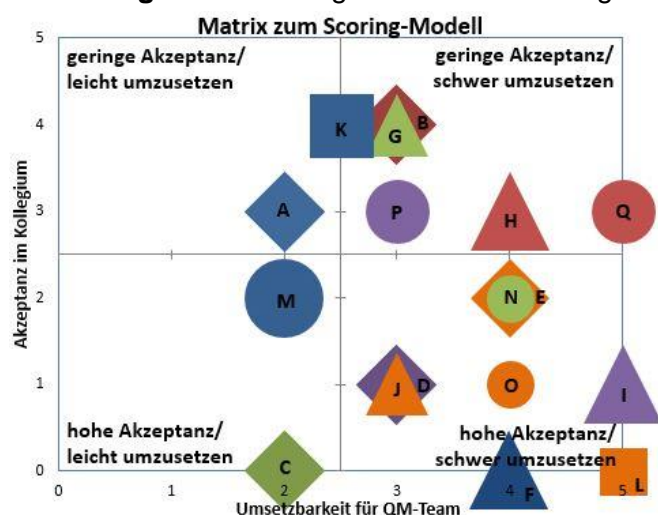 Matrix zum Scoring-Modell
5
geringe Akzeptanz/
leicht umzusetzen
geringe Akzeptanz/
schwer umzusetzen
4
K
G
B
3
A
P
H
Q
Akzeptanz im Kollegium
2
M
N
E
1
J
D
O
I
hohe Akzeptanz/
leicht umzusetzen
hohe Akzeptanz/
schwer umzusetzen
0
C
F
L
0
1
2
3
4
5
Umsetzbarkeit für QM-Team